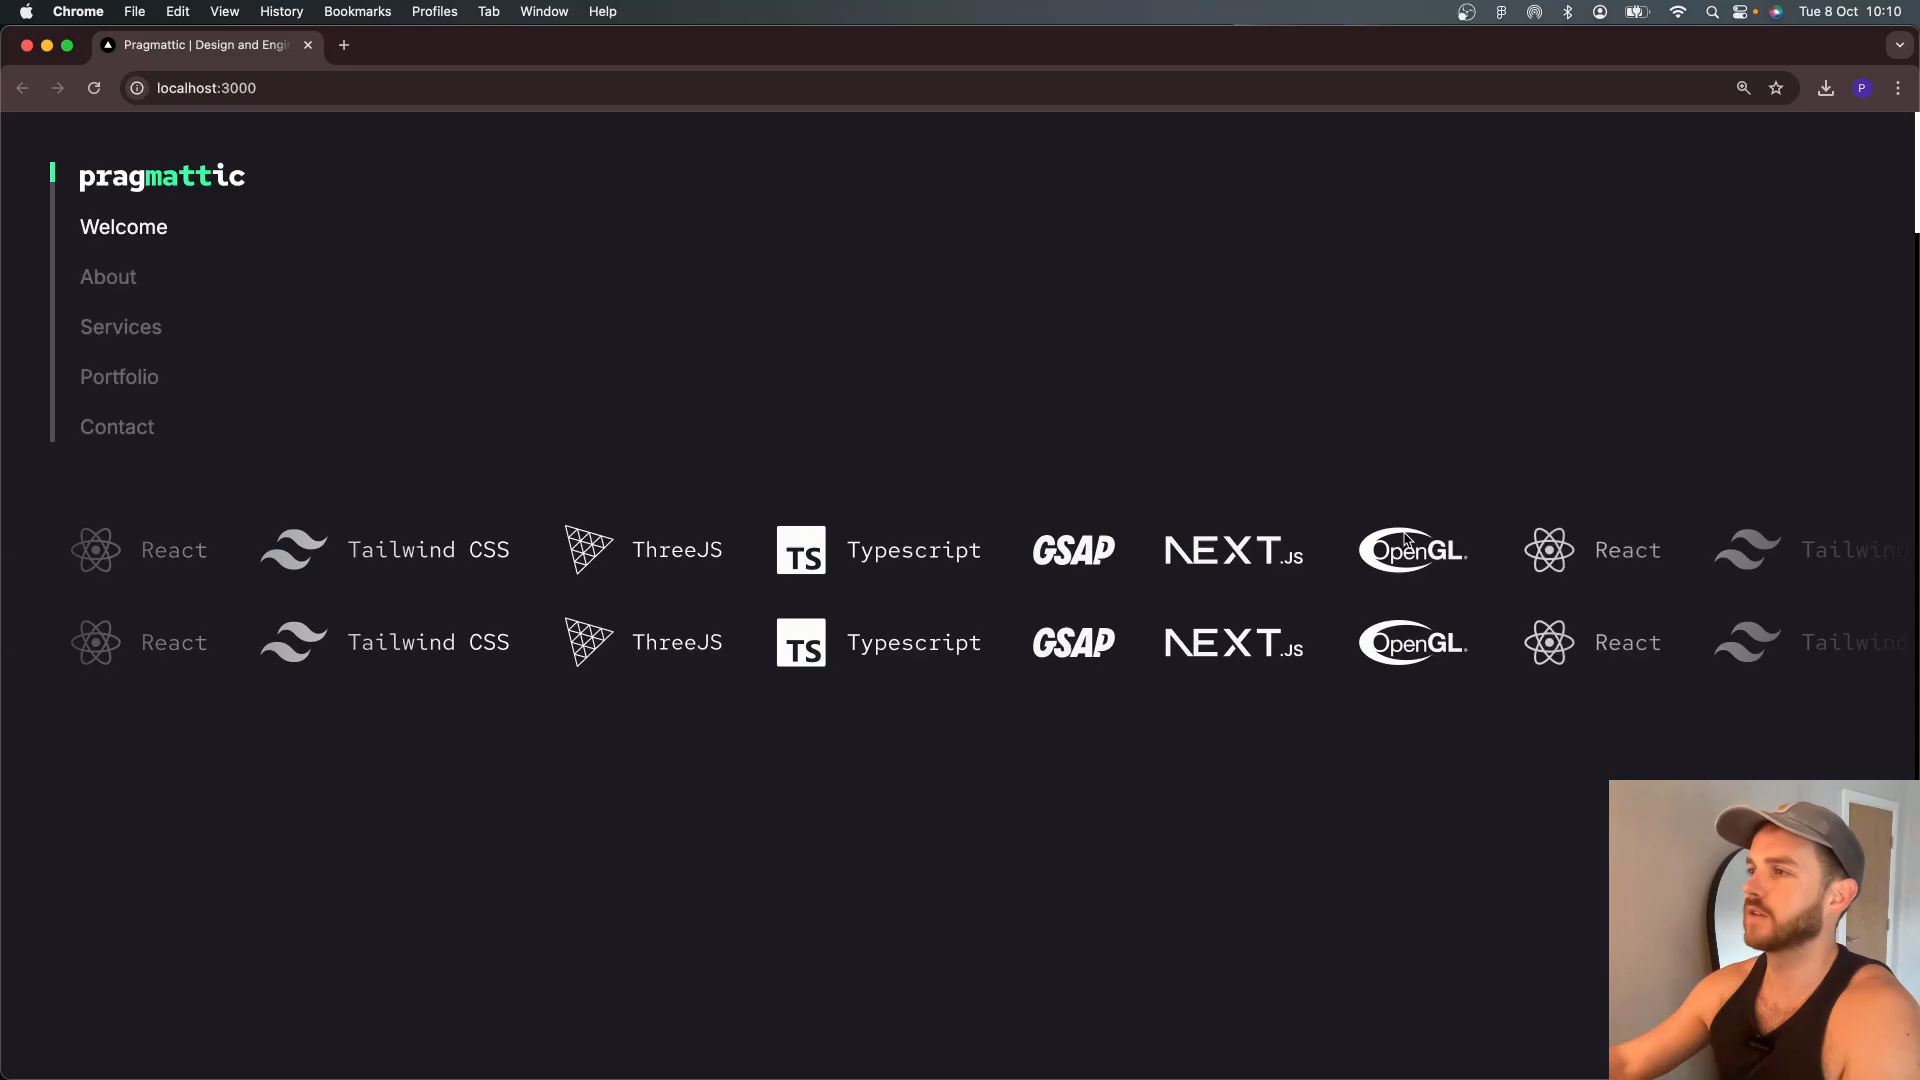 Chrome File Edit View History Bookmarks Profiles Tab Window Help Tue 8 Oct 10:10
Pragmattic | Design and Engi
localhost:3000
P
pragmattic
Welcome
About
Services
Portfolio
Contact
React Tailwind CSS ThreeJS TS Typescript GSAP NEXT.JS OpenGL React Tailwind
React Tailwind CSS ThreeJS TS Typescript GSAP NEXT.JS OpenGL React Tailwind